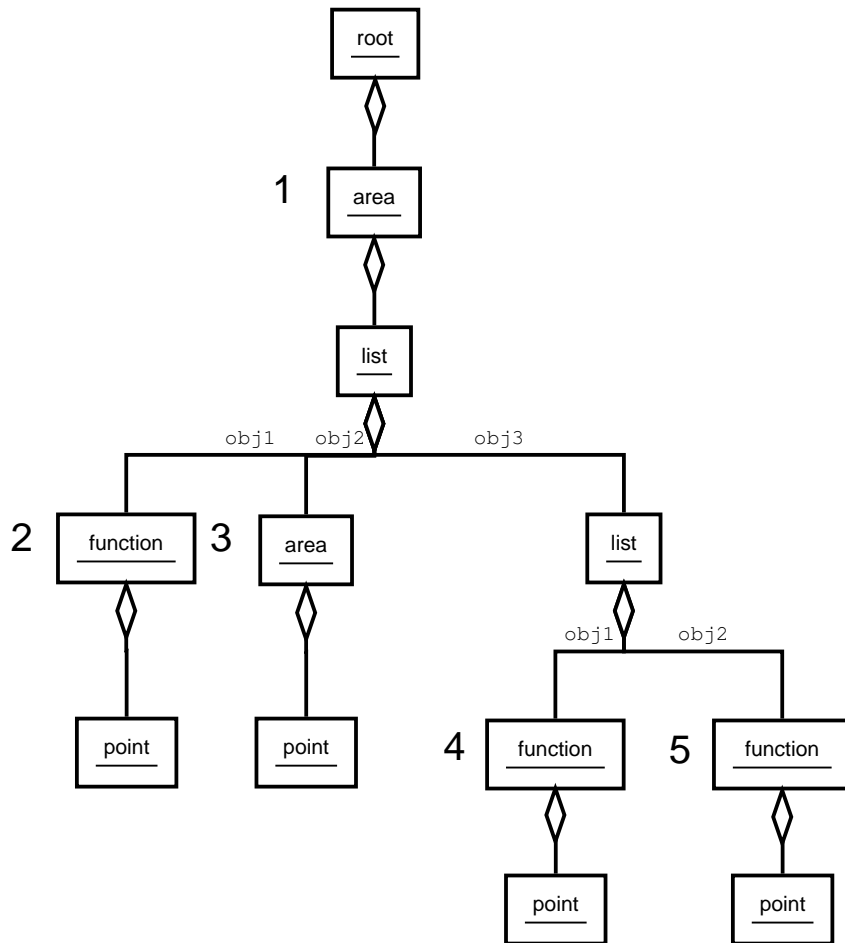 root
1
area
list
obj1
obj2
obj3
2
function
3
area
list
obj1
obj2
point
point
4
function
5
function
point
point